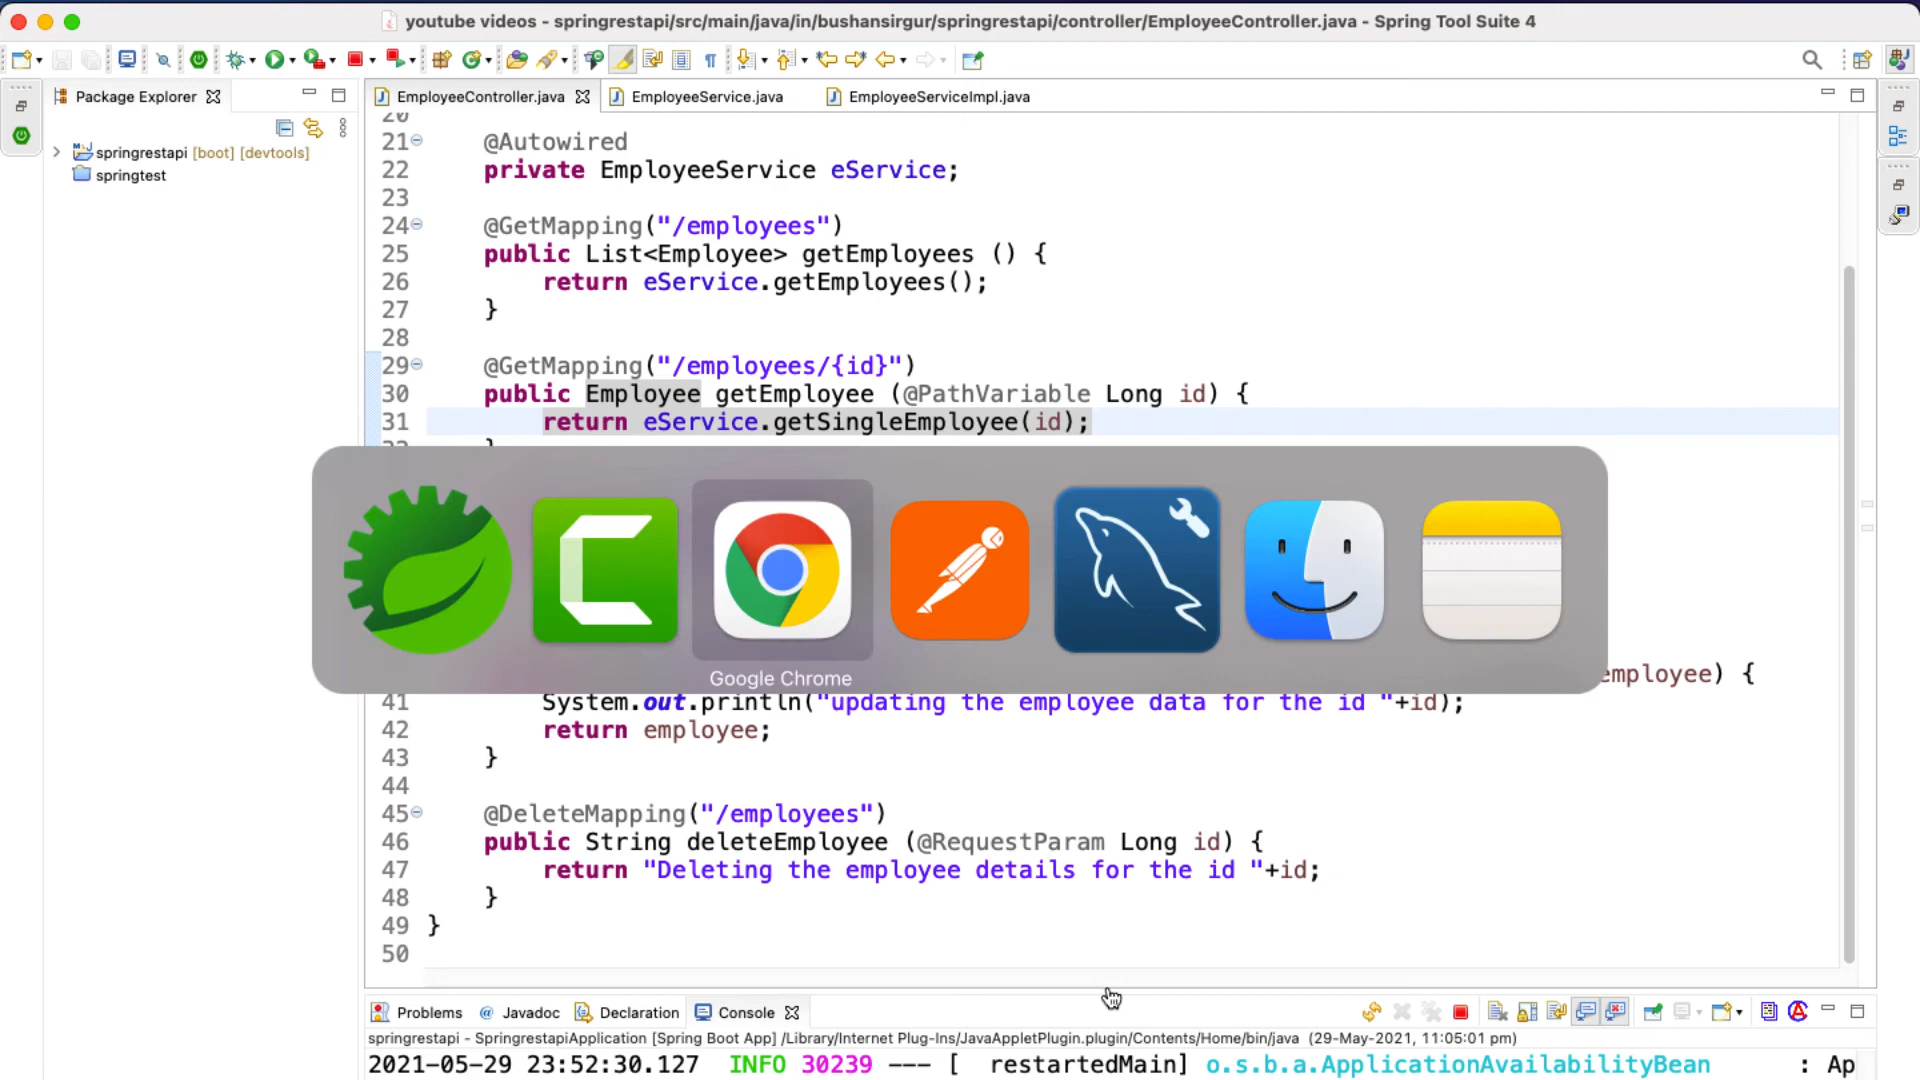 youtube videos - springrestapi/src/main/java/in/bushansirgur/springrestapi/controller/EmployeeController.java - Spring Tool Suite 4
Package Explorer
springrestapi [boot] [devtools]
springtest
EmployeeController.java
EmployeeService.java
EmployeeServiceImpl.java
20
21 @Autowired
22 private EmployeeService eService;
23
24 @GetMapping("/employees")
25 public List<Employee> getEmployees () {
26 return eService.getEmployees();
27 }
28
29 @GetMapping("/employees/{id}")
30 public Employee getEmployee (@PathVariable Long id) {
31 return eService.getSingleEmployee(id);
Google Chrome
employee) {
41 System.out.println("updating the employee data for the id "+id);
42 return employee;
43 }
44
45 @DeleteMapping("/employees")
46 public String deleteEmployee (@RequestParam Long id) {
47 return "Deleting the employee details for the id "+id;
48 }
49 }
50
Problems @ Javadoc Declaration Console
springrestapi - SpringrestapiApplication [Spring Boot App] /Library/Internet Plug-Ins/JavaAppletPlugin.plugin/Contents/Home/bin/java (29-May-2021, 11:05:01 pm)
2021-05-29 23:52:30.127 INFO 30239 --- [ restartedMain] o.s.b.a.ApplicationAvailabilityBean : Ap